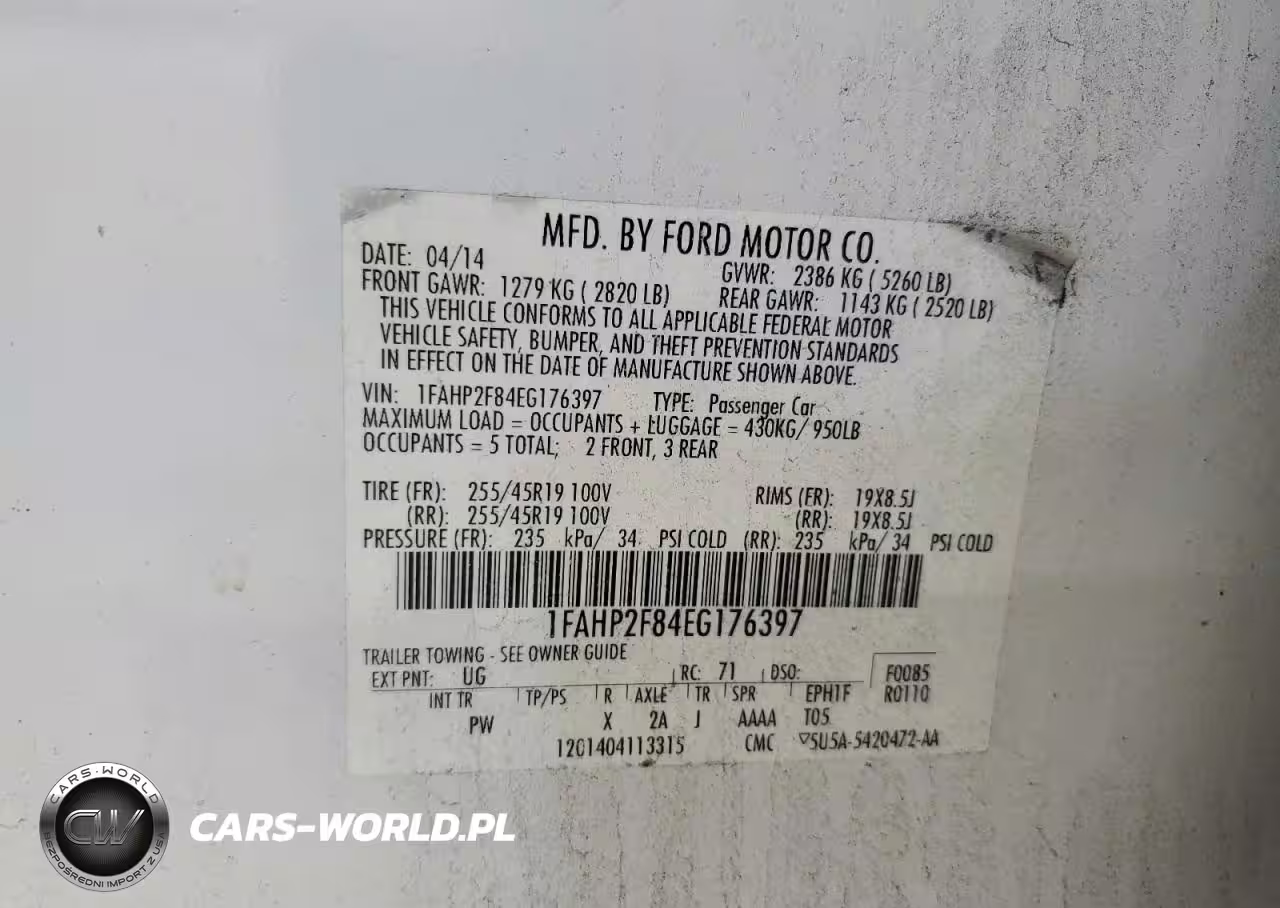 MFD. BY FORD MOTOR CO.
DATE: 04/14 GVWR: 2386 KG ( 5260 LB)
FRONT GAWR: 1279 KG ( 2820 LB) REAR GAWR: 1143 KG ( 2520 LB)
THIS VEHICLE CONFORMS TO ALL APPLICABLE FEDERAL MOTOR
VEHICLE SAFETY, BUMPER, AND THEFT PREVENTION STANDARDS
IN EFFECT ON THE DATE OF MANUFACTURE SHOWN ABOVE.
VIN: 1FAHP2F84EG176397 TYPE: Passenger Car
MAXIMUM LOAD = OCCUPANTS + LUGGAGE = 430KG/ 950LB
OCCUPANTS = 5 TOTAL; 2 FRONT, 3 REAR
TIRE (FR): 255/45R19 100V RIMS (FR): 19X8.5J
(RR): 255/45R19 100V (RR): 19X8.5J
PRESSURE (FR): 235 kPa/ 34 PSI COLD (RR): 235 kPa/ 34 PSI COLD
1FAHP2F84EG176397
TRAILER TOWING - SEE OWNER GUIDE
EXT PNT: UG RC: 71 DSO: F0085
INT TR TP/PS R AXLE TR SPR EPH1F R0110
PW X 2A J AAAA T05
1201404113315 CMC ▽5U5A-5420472-AA
CARS-WORLD
CW
BEZPOŚREDNI IMPORT Z USA
CARS-WORLD.PL